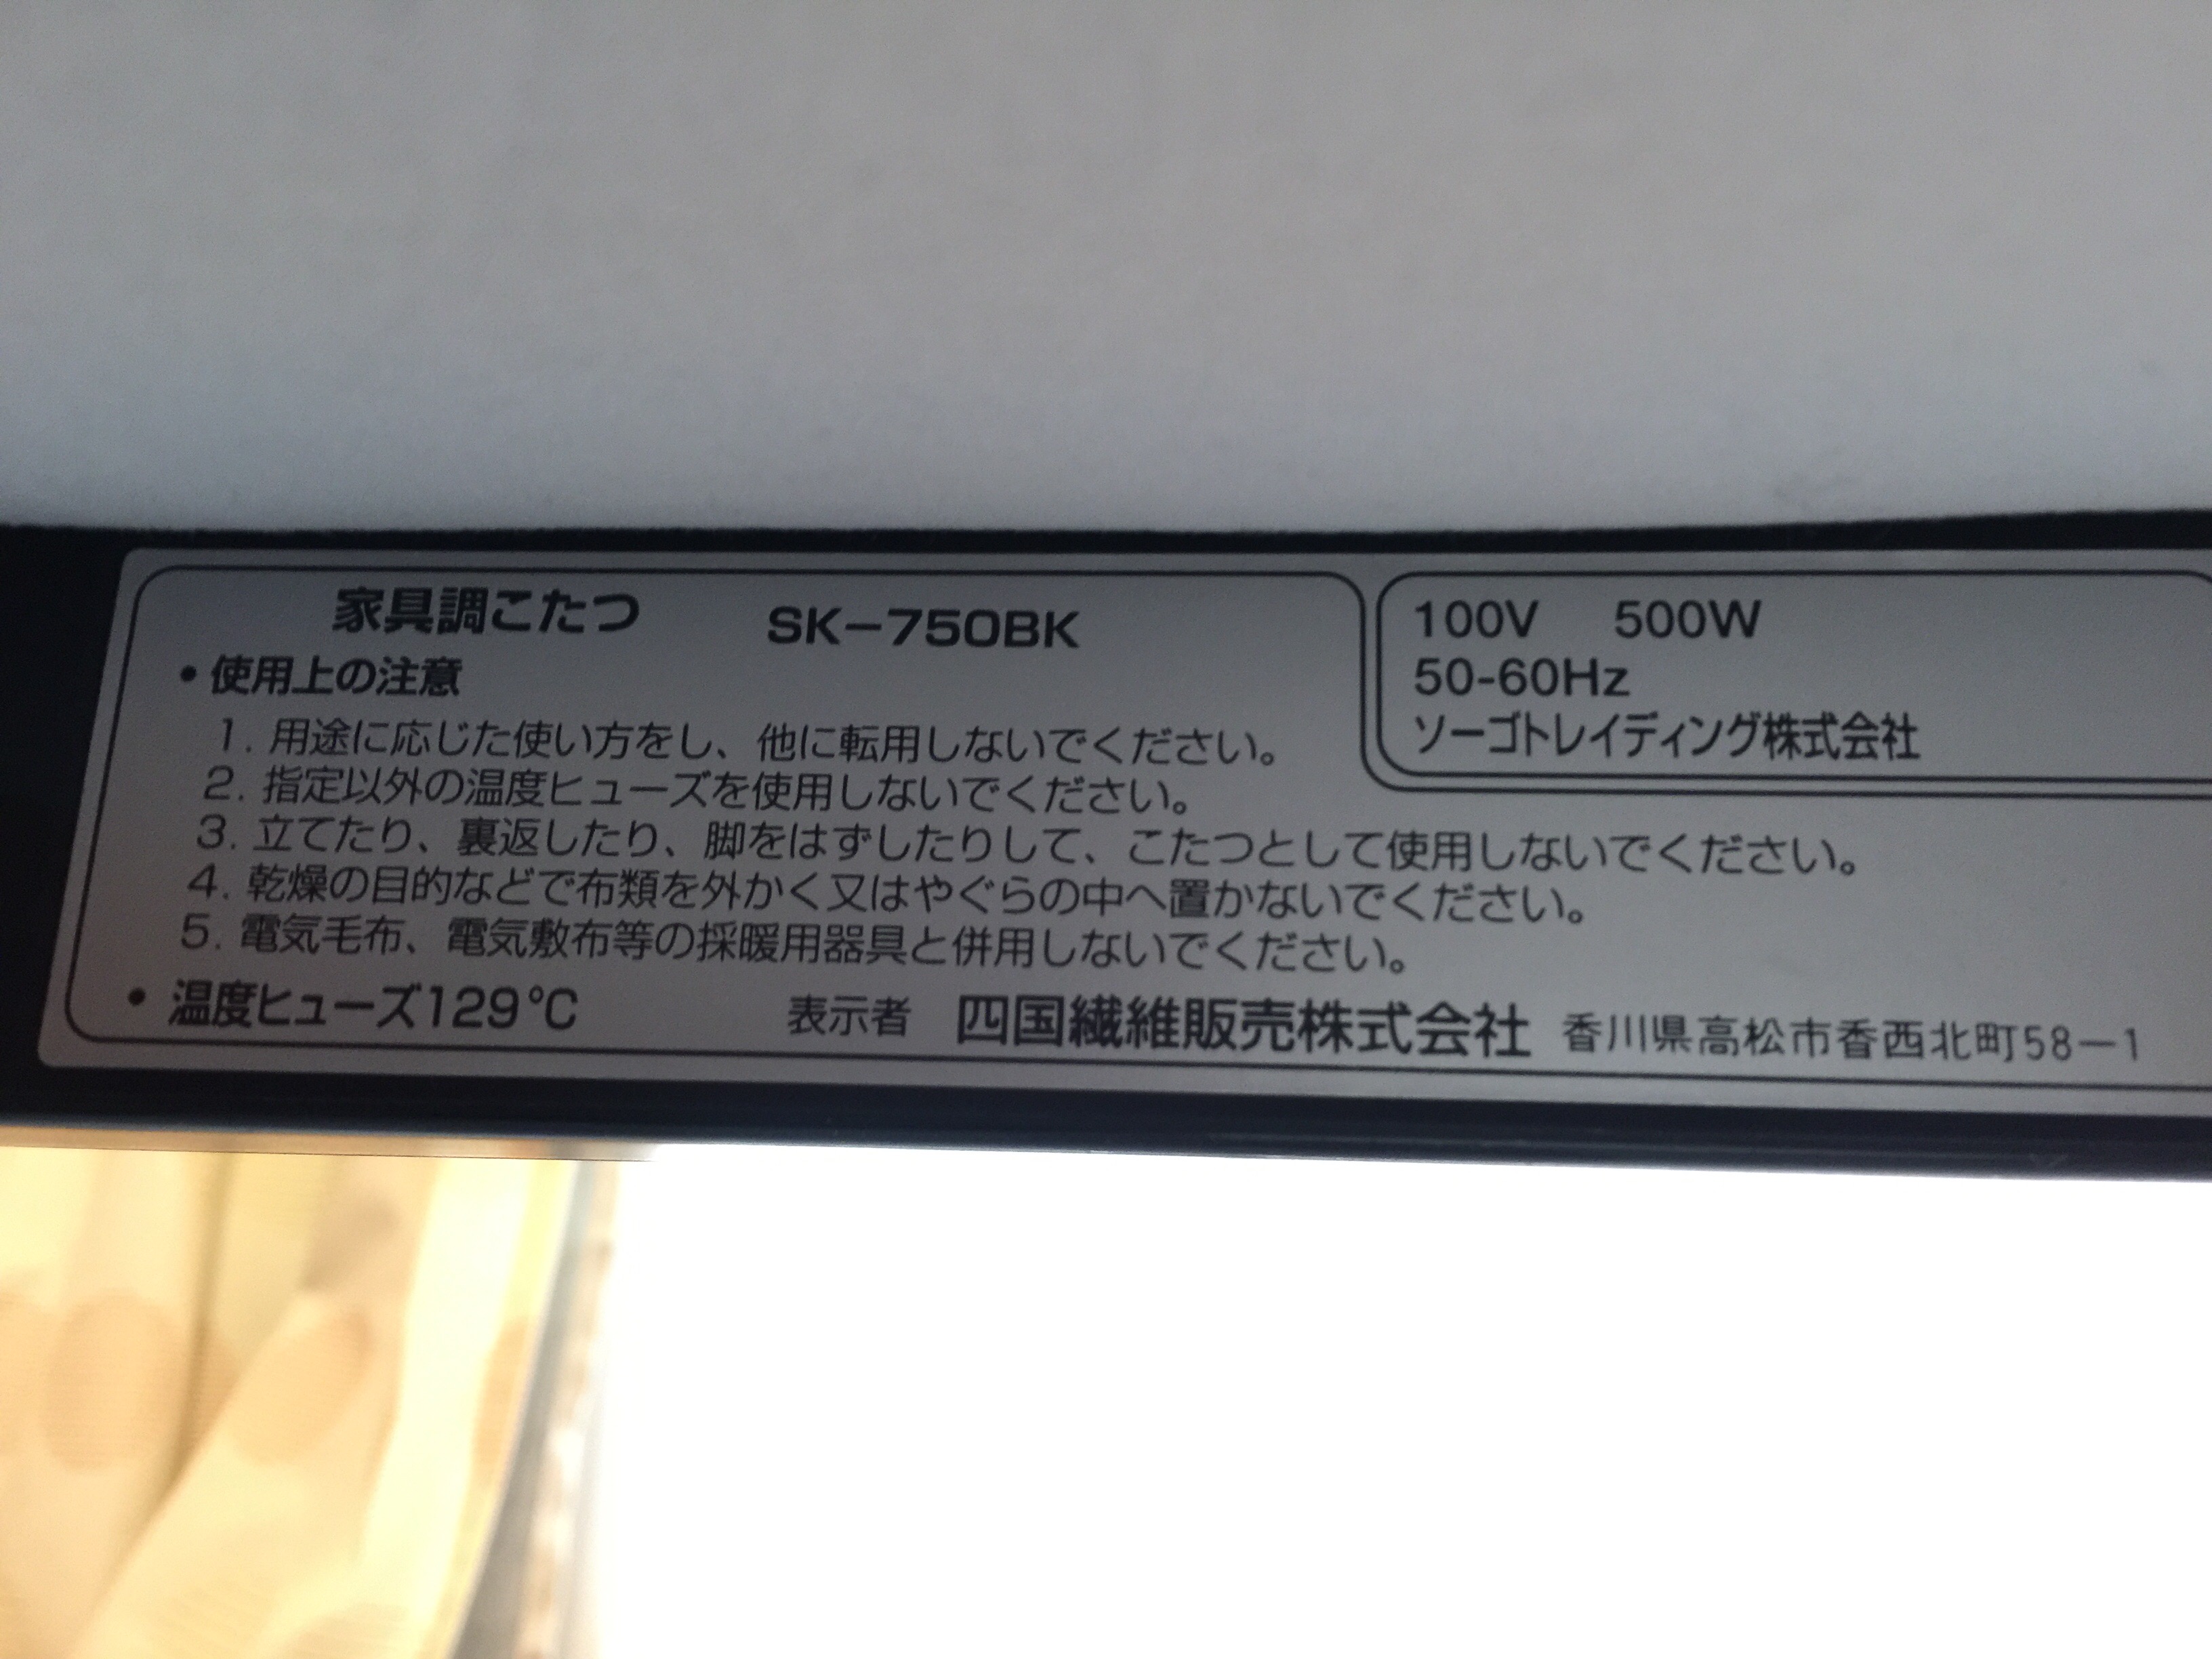 家具調こたつ SK－750BK
100V 500W
50-60Hz
ソーゴトレイディング株式会社
•使用上の注意
1. 用途に応じた使い方をし、他に転用しないでください。
2. 指定以外の温度ヒューズを使用しないでください。
3. 立てたり、裏返したり、脚をはずしたりして、こたつとして使用しないでください。
4. 乾燥の目的などで布類を外かく又はやぐらの中へ置かないでください。
5. 電気毛布、電気敷布等の採暖用器具と併用しないでください。
•温度ヒューズ129℃ 表示者 四国繊維販売株式会社 香川県高松市香西北町58－1